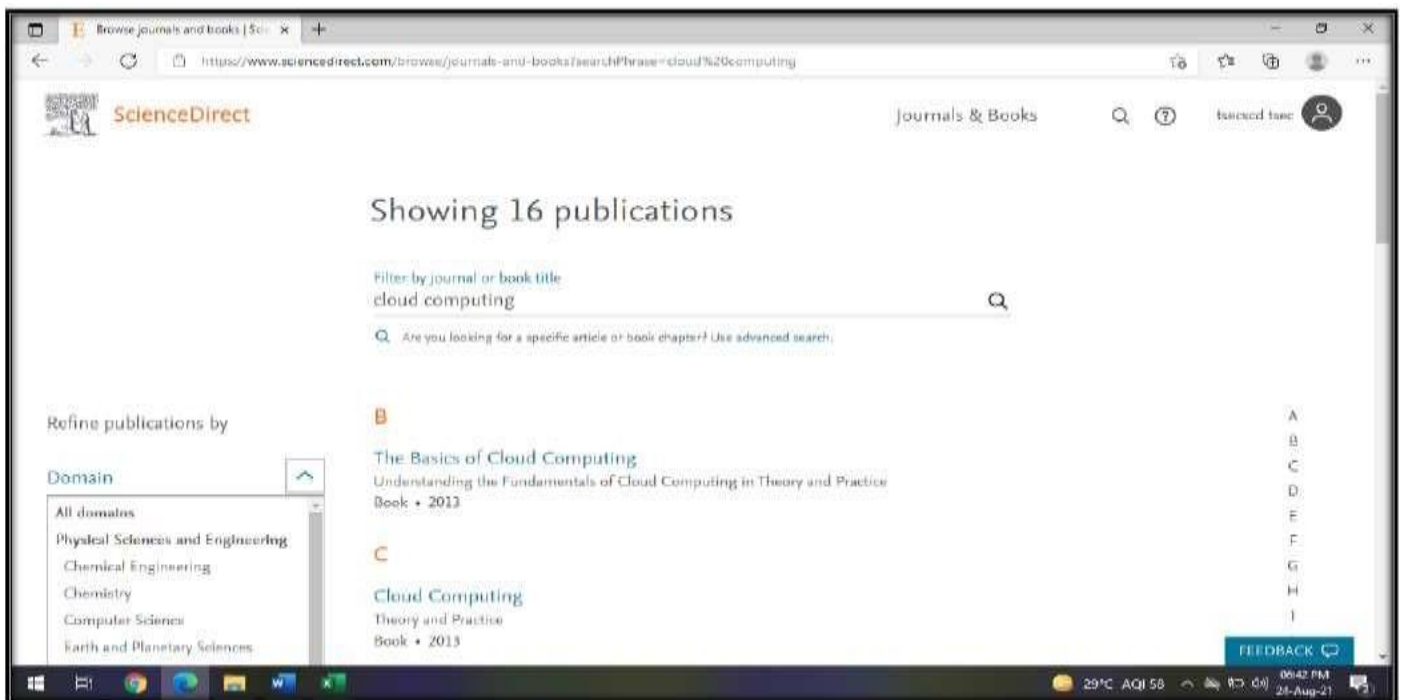 Browse journals and books | Sci
https://www.sciencedirect.com/browse/journals-and-books?searchPhrase=cloud%20computing
ScienceDirect
Journals & Books
tsec
Showing 16 publications
Filter by journal or book title
cloud computing
Are you looking for a specific article or book chapter? Use advanced search.
Refine publications by
Domain
All domains
Physical Sciences and Engineering
Chemical Engineering
Chemistry
Computer Science
Earth and Planetary Sciences
B
The Basics of Cloud Computing
Understanding the Fundamentals of Cloud Computing in Theory and Practice
Book • 2013
C
Cloud Computing
Theory and Practice
Book • 2013
A
B
C
D
E
F
G
H
I
FEEDBACK
29°C AQI 58
06:42 PM